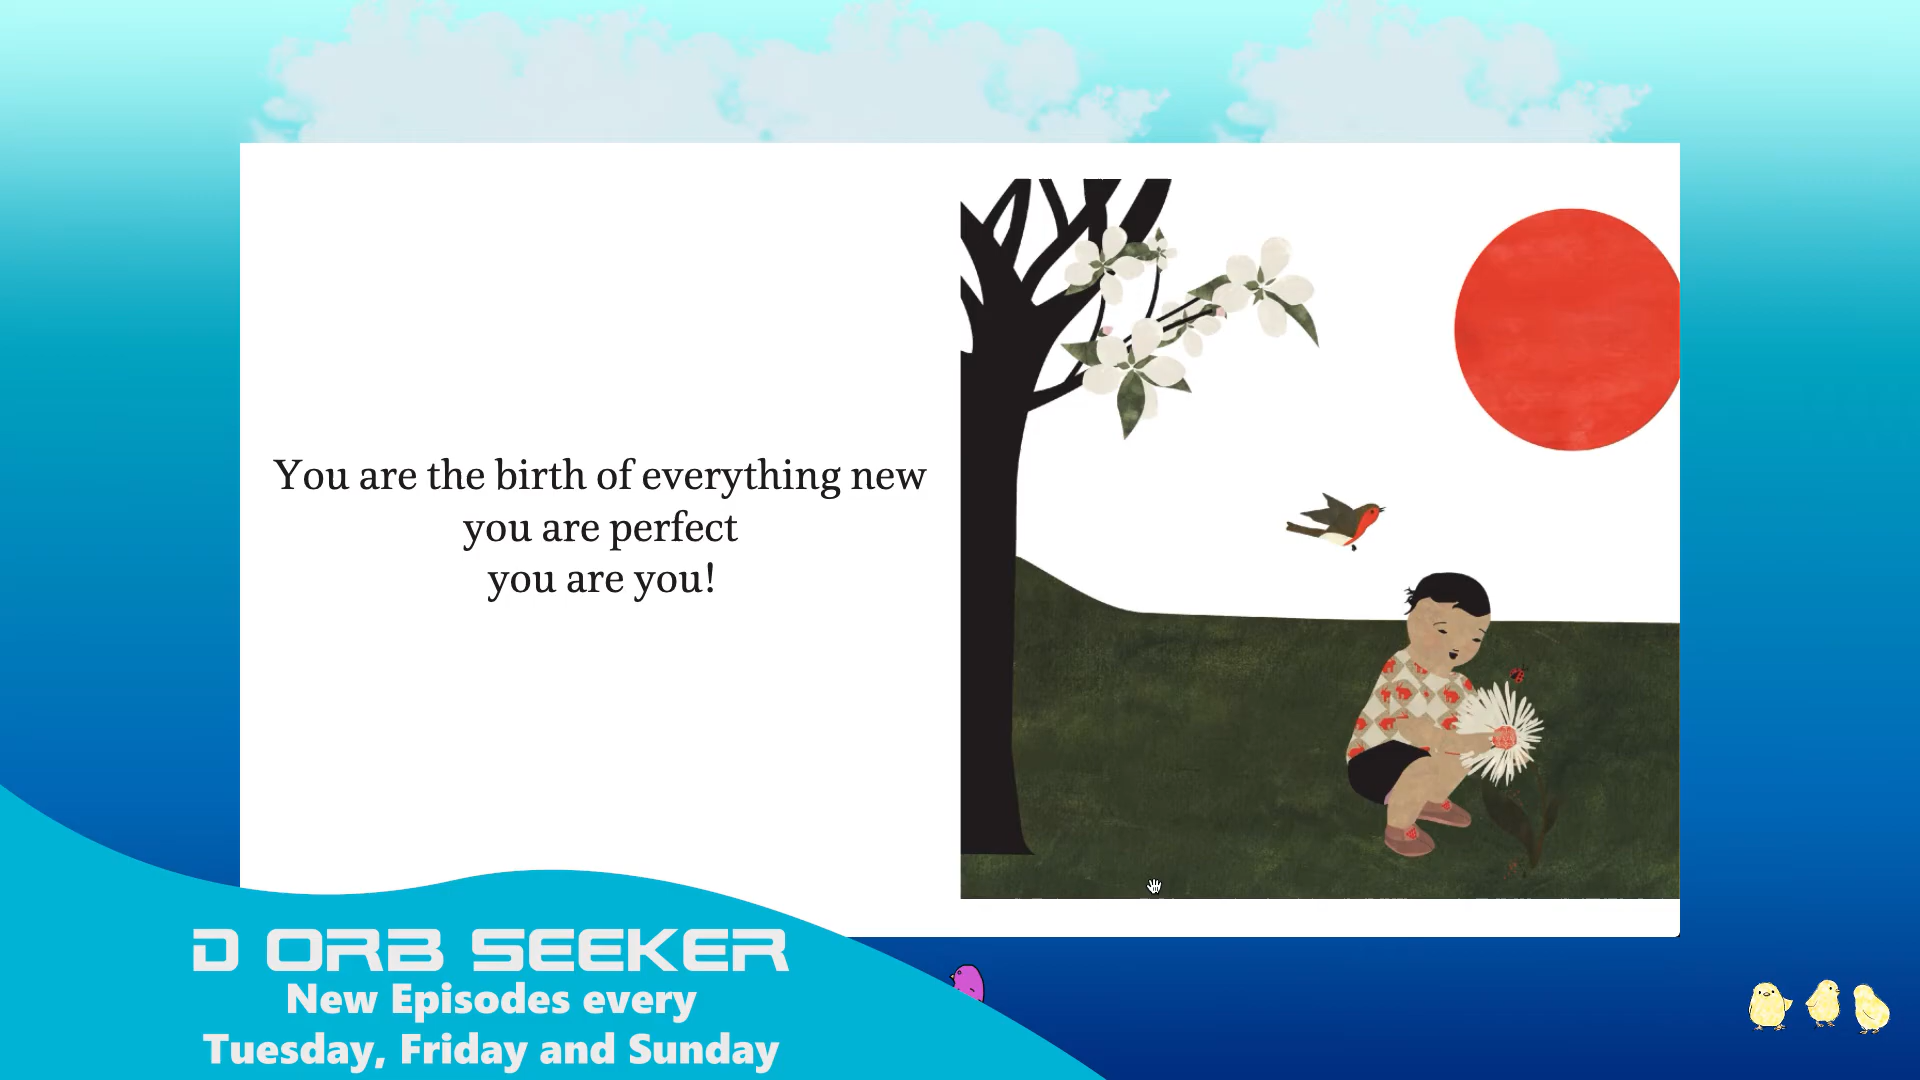 You are the birth of everything new
you are perfect
you are you!
D ORB SEEKER
New Episodes every
Tuesday, Friday and Sunday